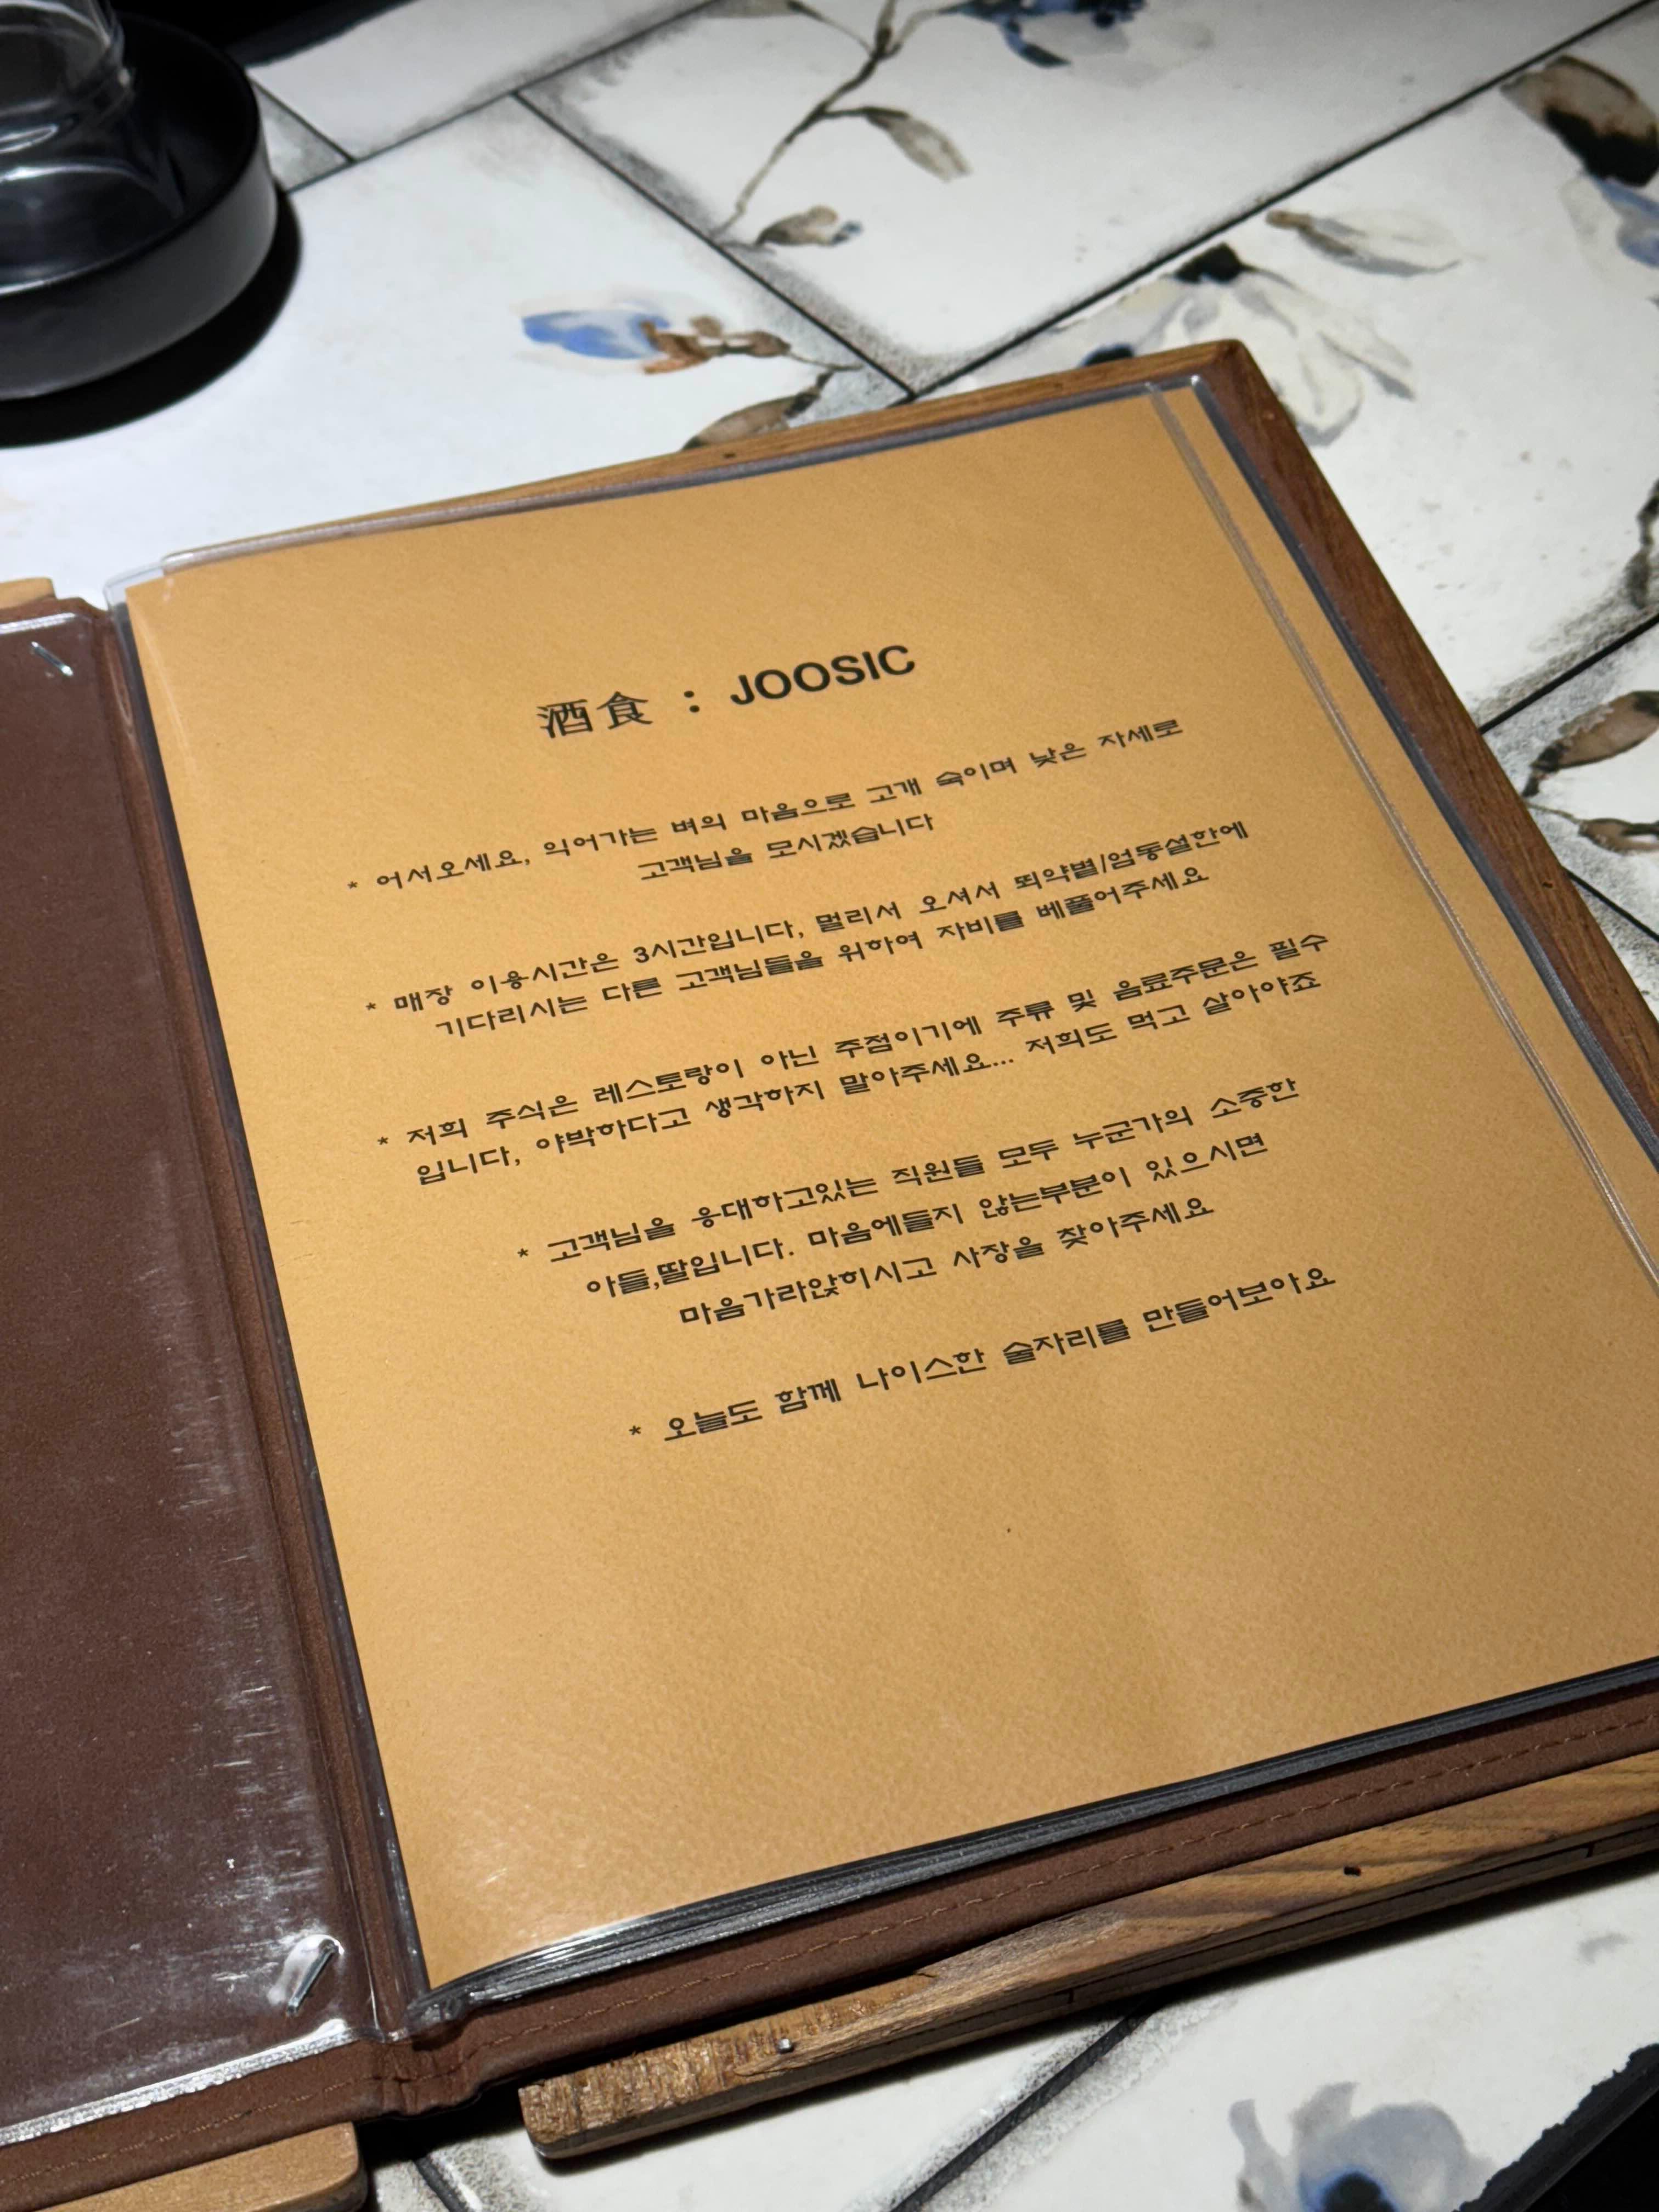 酒食 : JOOSIC
* 어서오세요, 익어가는 벼의 마음으로 고개 숙이며 낮은 자세로
고객님을 모시겠습니다
* 매장 이용시간은 3시간입니다, 멀리서 오셔서 뙤약볕/엄동설한에
기다리시는 다른 고객님들을 위하여 자비를 베풀어주세요
* 저희 주식은 레스토랑이 아닌 주점이기에 주류 및 음료주문은 필수
입니다, 야박하다고 생각하지 말아주세요... 저희도 먹고 살아야죠
* 고객님을 응대하고있는 직원들 모두 누군가의 소중한
아들,딸입니다. 마음에들지 않는부분이 있으시면
마음가라앉히시고 사장을 찾아주세요
* 오늘도 함께 나이스한 술자리를 만들어보아요